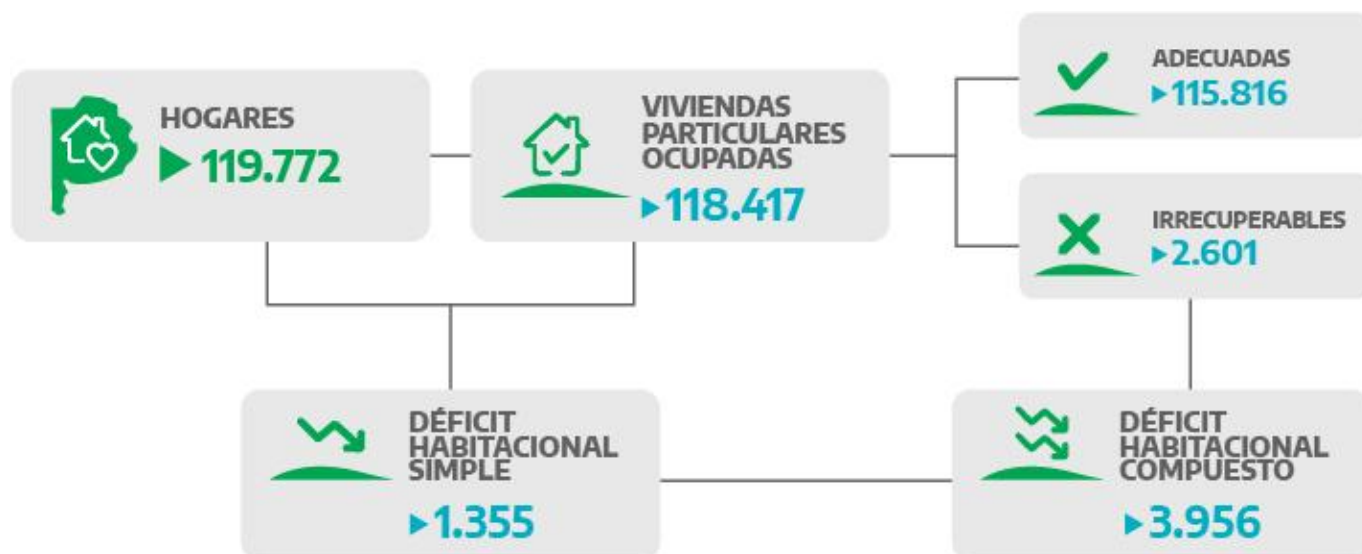 HOGARES
119.772
VIVIENDAS
PARTICULARES
OCUPADAS
118.417
ADECUADAS
115.816
IRRECUPERABLES
2.601
DÉFICIT
HABITACIONAL
SIMPLE
1.355
DÉFICIT
HABITACIONAL
COMPUESTO
3.956